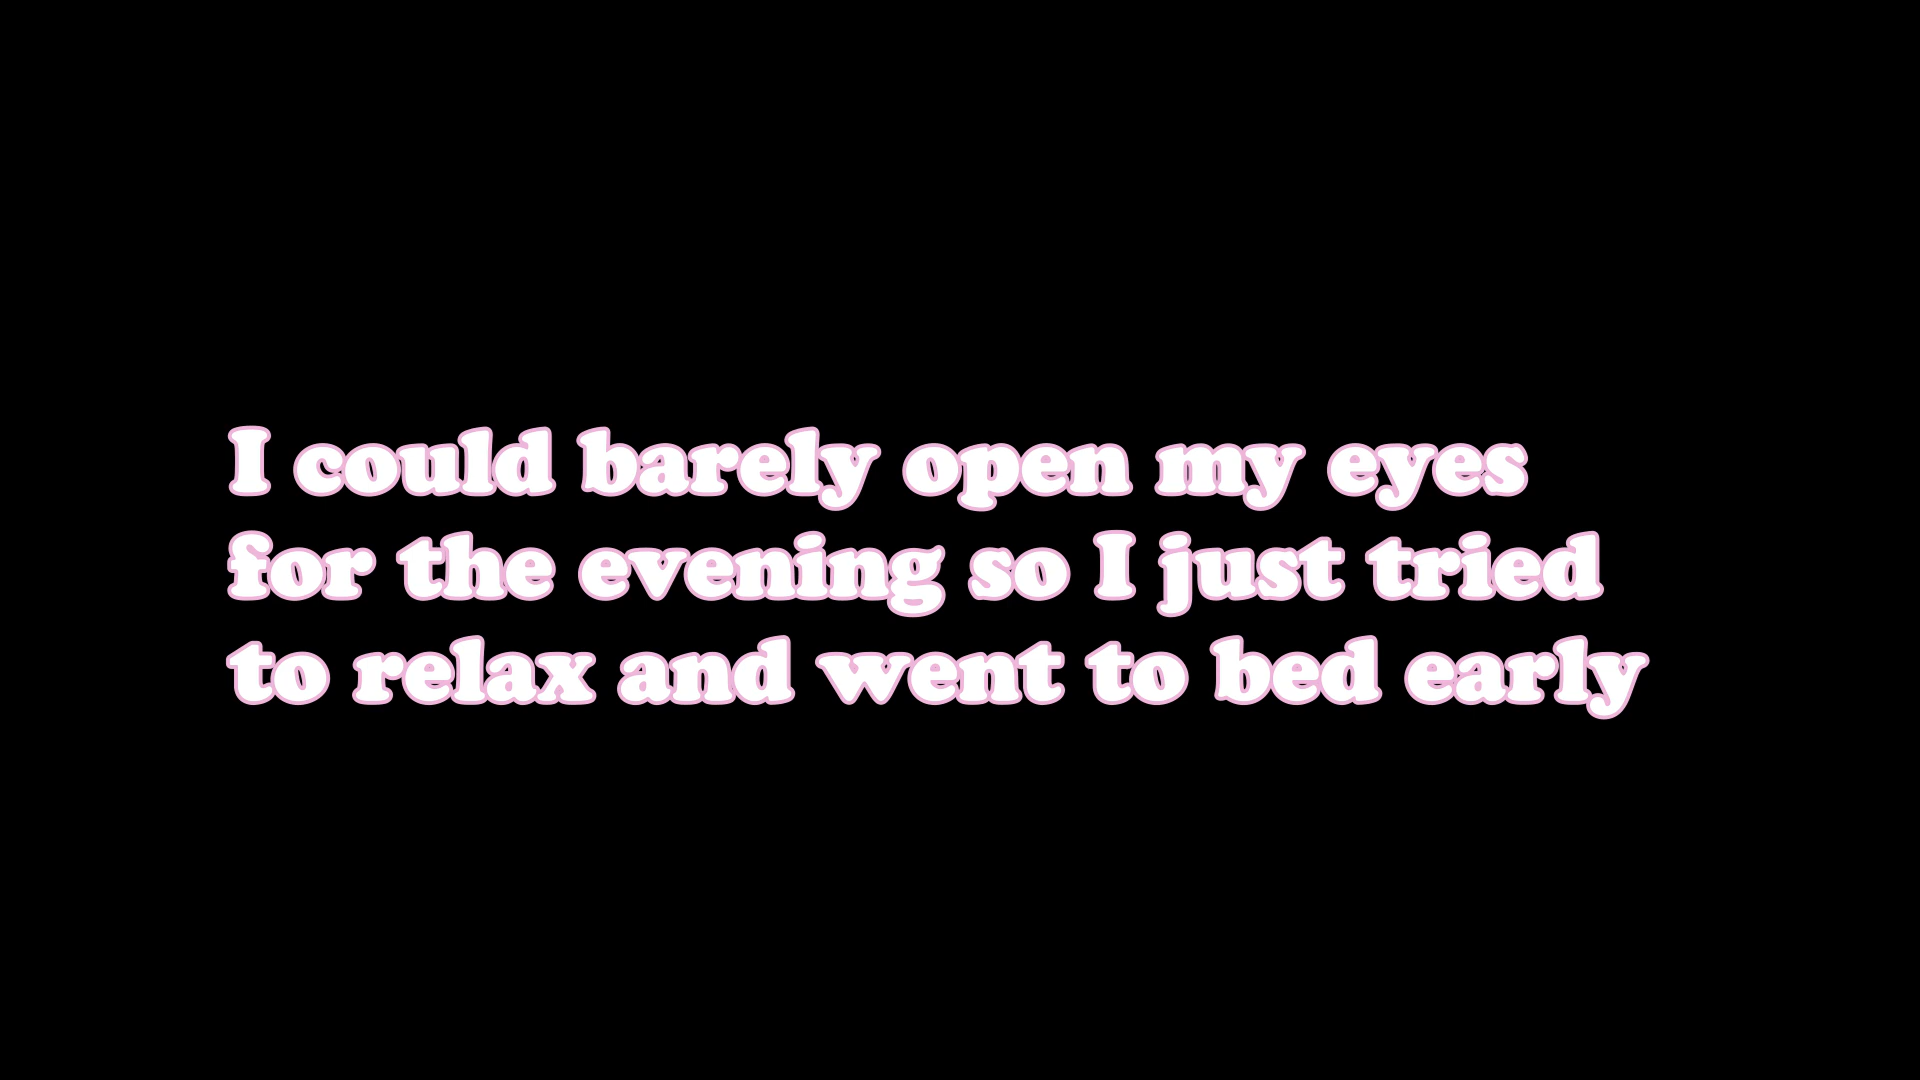 I could barely open my eyes
for the evening so I just tried
to relax and went to bed early